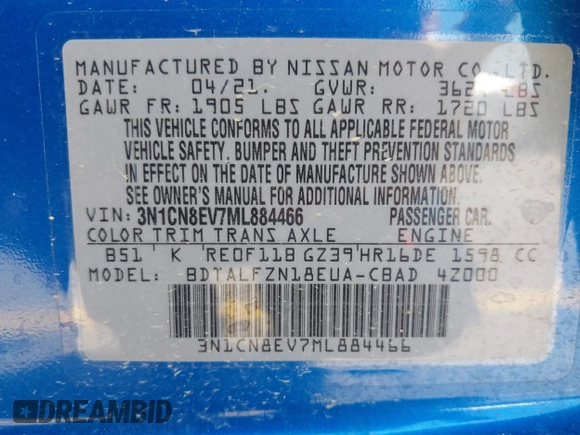 MANUFACTURED BY NISSAN MOTOR CO., LTD.
DATE: 04/21. GVWR: LBS
GAWR FR: 1905 LBS GAWR RR: 1720 LBS
THIS VEHICLE CONFORMS TO ALL APPLICABLE FEDERAL MOTOR
VEHICLE SAFETY, BUMPER AND THEFT PREVENTION STANDARDS
IN EFFECT ON THE DATE OF MANUFACTURE SHOWN ABOVE.
SEE OWNER'S MANUAL FOR ADDITIONAL INFORMATION.
VIN: 3N1CN8EV7ML884466 PASSENGER CAR.
COLOR TRIM TRANS AXLE ENGINE
B51 K RE0F11B GZ39 HR16DE 1598 CC
MODEL: BDTALFZN18EUA-CBAD 4Z000
3N1CN8EV7ML884466
DREAMBID